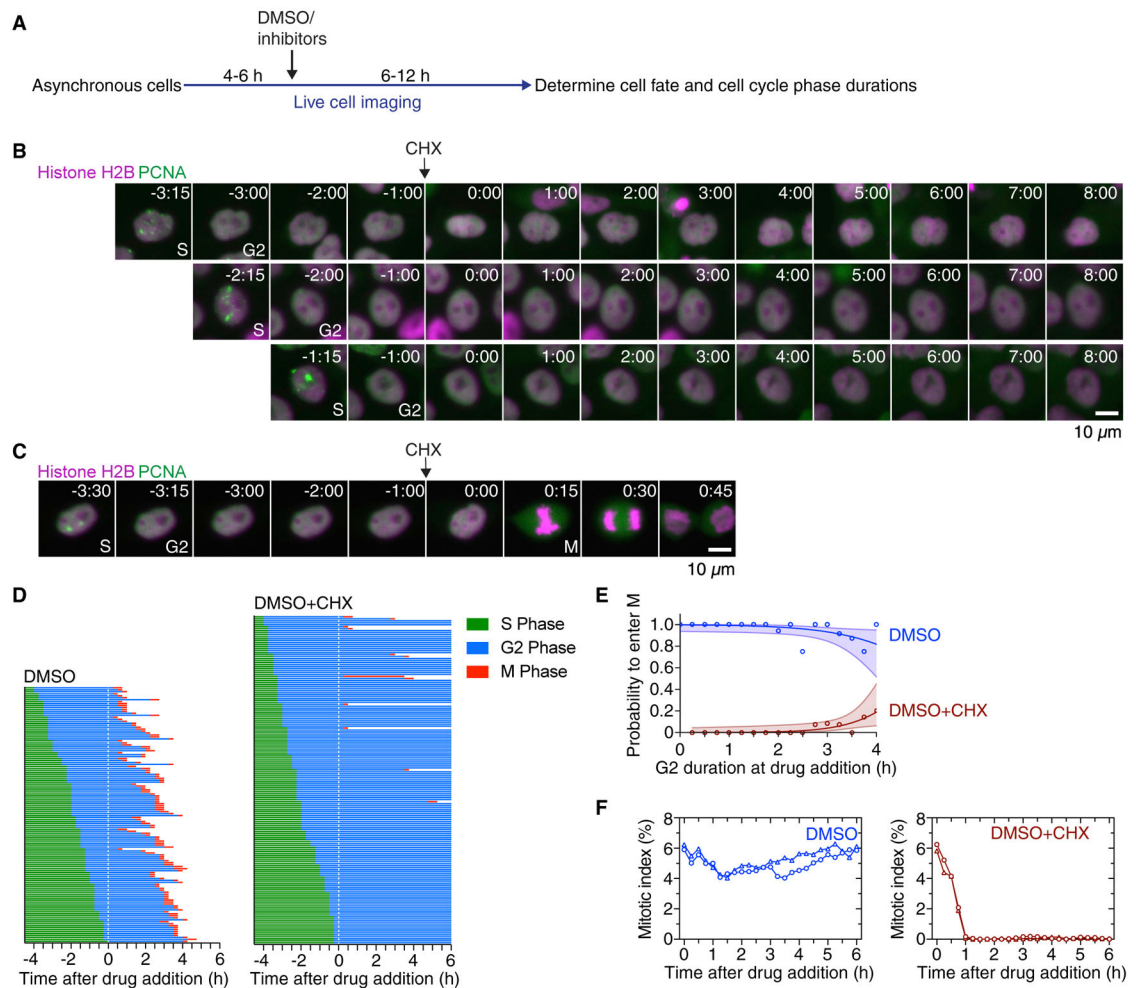 A
DMSO/
inhibitors
4-6 h
6-12 h
Asynchronous cells
Determine cell fate and cell cycle phase durations
Live cell imaging
B
CHX
Histone H2B PCNA
-3:15 -3:00 -2:00 -1:00 0:00 1:00 2:00 3:00 4:00 5:00 6:00 7:00 8:00
S G2
-2:15 -2:00 -1:00 0:00 1:00 2:00 3:00 4:00 5:00 6:00 7:00 8:00
S G2
-1:15 -1:00 0:00 1:00 2:00 3:00 4:00 5:00 6:00 7:00 8:00
S G2
10 µm
C
CHX
Histone H2B PCNA
-3:30 -3:15 -3:00 -2:00 -1:00 0:00 0:15 0:30 0:45
S G2 M
10 µm
D
DMSO
-4 -2 0 2 4 6
Time after drug addition (h)
DMSO+CHX
-4 -2 0 2 4 6
Time after drug addition (h)
S Phase
G2 Phase
M Phase
E
Probability to enter M
1.0
0.8
0.6
0.4
0.2
0
DMSO
DMSO+CHX
0 1 2 3 4
G2 duration at drug addition (h)
F
Mitotic index (%)
8
6
4
2
0
DMSO
0 1 2 3 4 5 6
Time after drug addition (h)
Mitotic index (%)
8
6
4
2
0
DMSO+CHX
0 1 2 3 4 5 6
Time after drug addition (h)